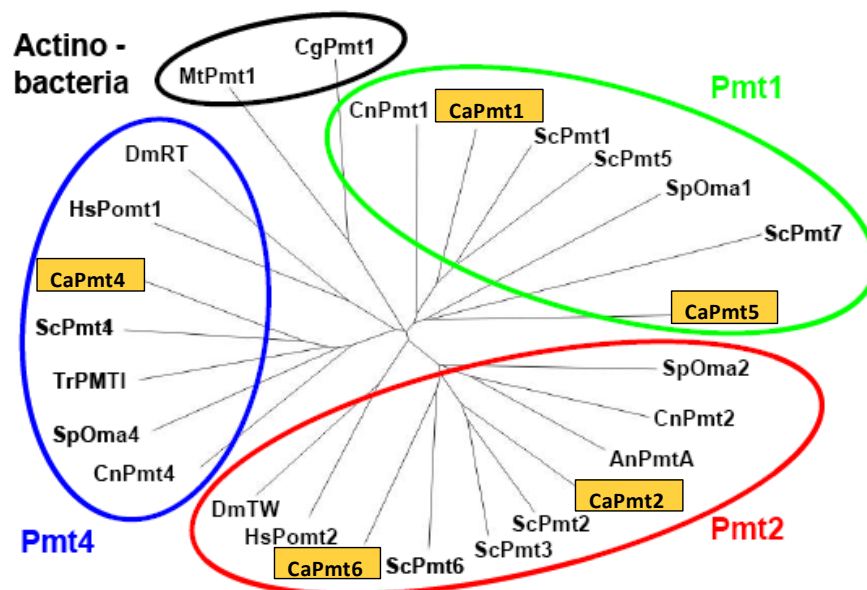 Actino -
bacteria
CgPmt1
MtPmt1
Pmt1
CnPmt1
CaPmt1
ScPmt1
ScPmt5
SpOma1
ScPmt7
CaPmt5
DmRT
HsPomt1
CaPmt4
ScPmt4
TrPMTI
SpOma4
CnPmt4
Pmt4
SpOma2
CnPmt2
AnPmtA
CaPmt2
ScPmt2
ScPmt3
ScPmt6
CaPmt6
HsPomt2
DmTW
Pmt2